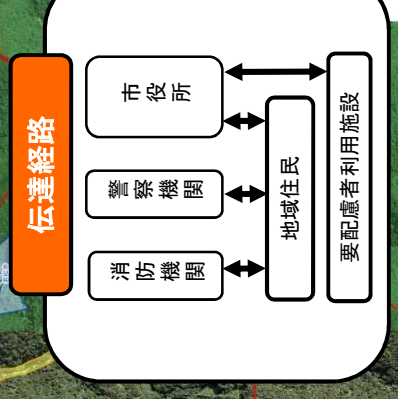 伝達経路
消防機関
警察機関
市役所
地域住民
要配慮者利用施設